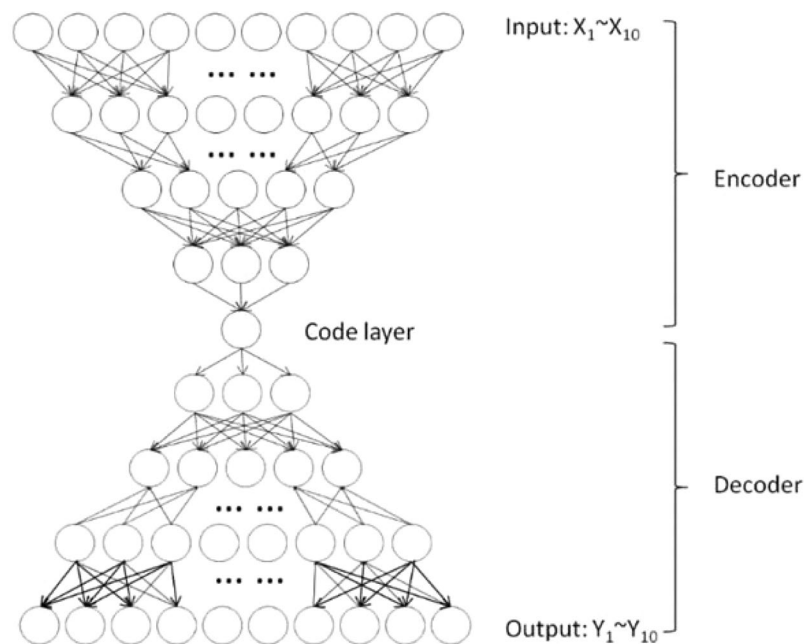 Input: X₁~X₁₀
... ...
... ...
Encoder
Code layer
Decoder
... ...
... ...
Output: Y₁~Y₁₀